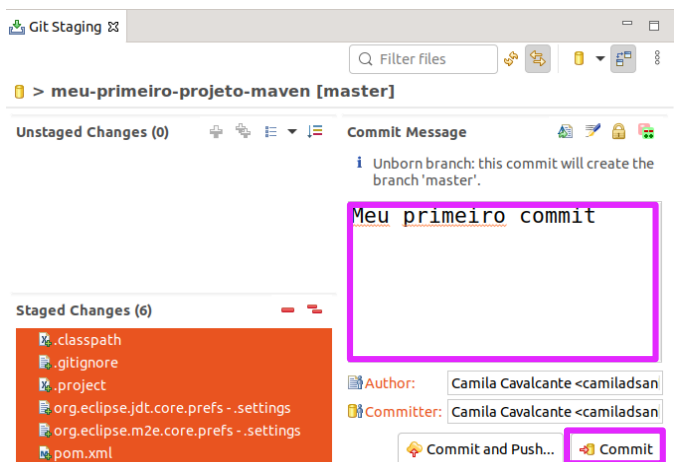 Git Staging
Filter files
> meu-primeiro-projeto-maven [master]
Unstaged Changes (0)
Commit Message
Unborn branch: this commit will create the
branch 'master'.
Meu primeiro commit
Staged Changes (6)
.classpath
.gitignore
.project
org.eclipse.jdt.core.prefs - .settings
org.eclipse.m2e.core.prefs - .settings
pom.xml
Author: Camila Cavalcante <camiladsan
Committer: Camila Cavalcante <camiladsan
Commit and Push...
Commit